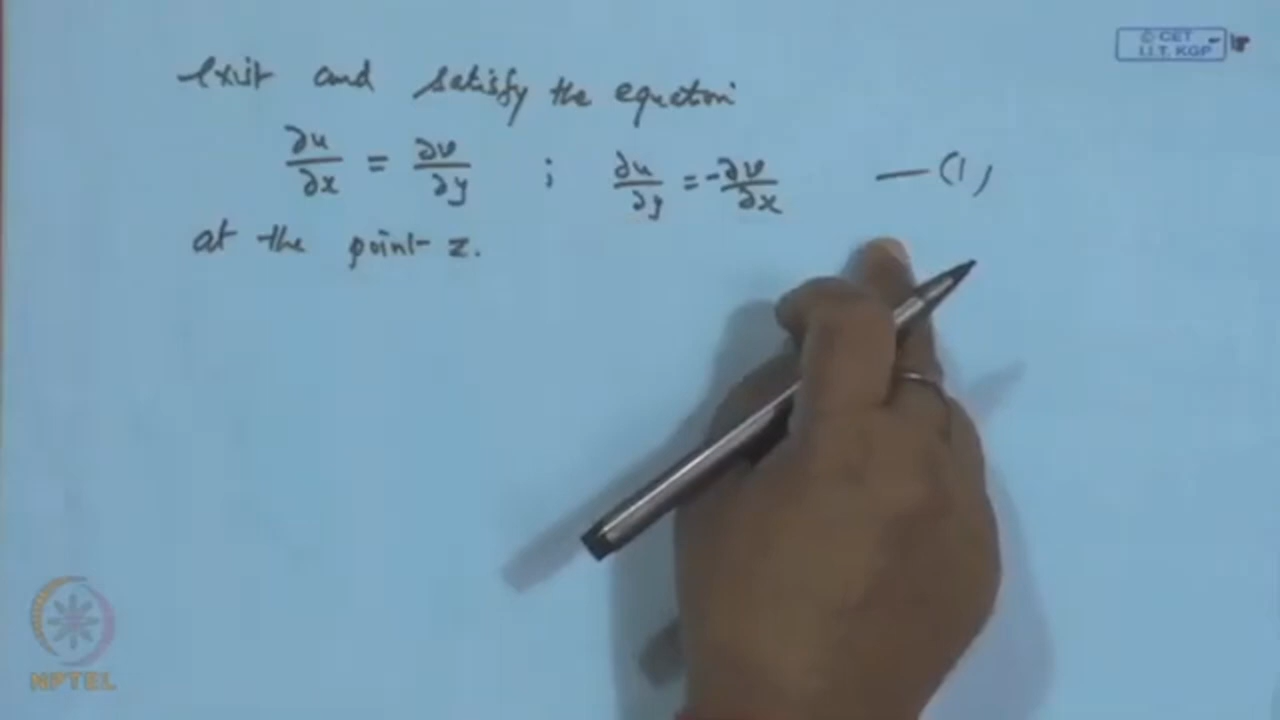 © CET
I.I.T. KGP
exist and satisfy the equation
∂u/∂x = ∂v/∂y ; ∂u/∂y = -∂v/∂x — (1)
at the point z.
NPTEL